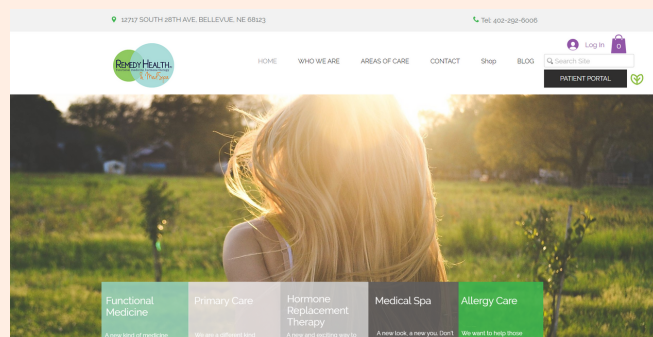 12717 SOUTH 28TH AVE, BELLEVUE, NE 68123
Tel: 402-292-6006
Log In
0
REMEDY HEALTH
& MedSpa
HOME
WHO WE ARE
AREAS OF CARE
CONTACT
Shop
BLOG
Search Site
PATIENT PORTAL
Functional
Medicine
A new kind of medicine
Primary Care
We are a different kind
Hormone
Replacement
Therapy
A new and exciting way to
Medical Spa
A new look, a new you. Don't
Allergy Care
We want to help those